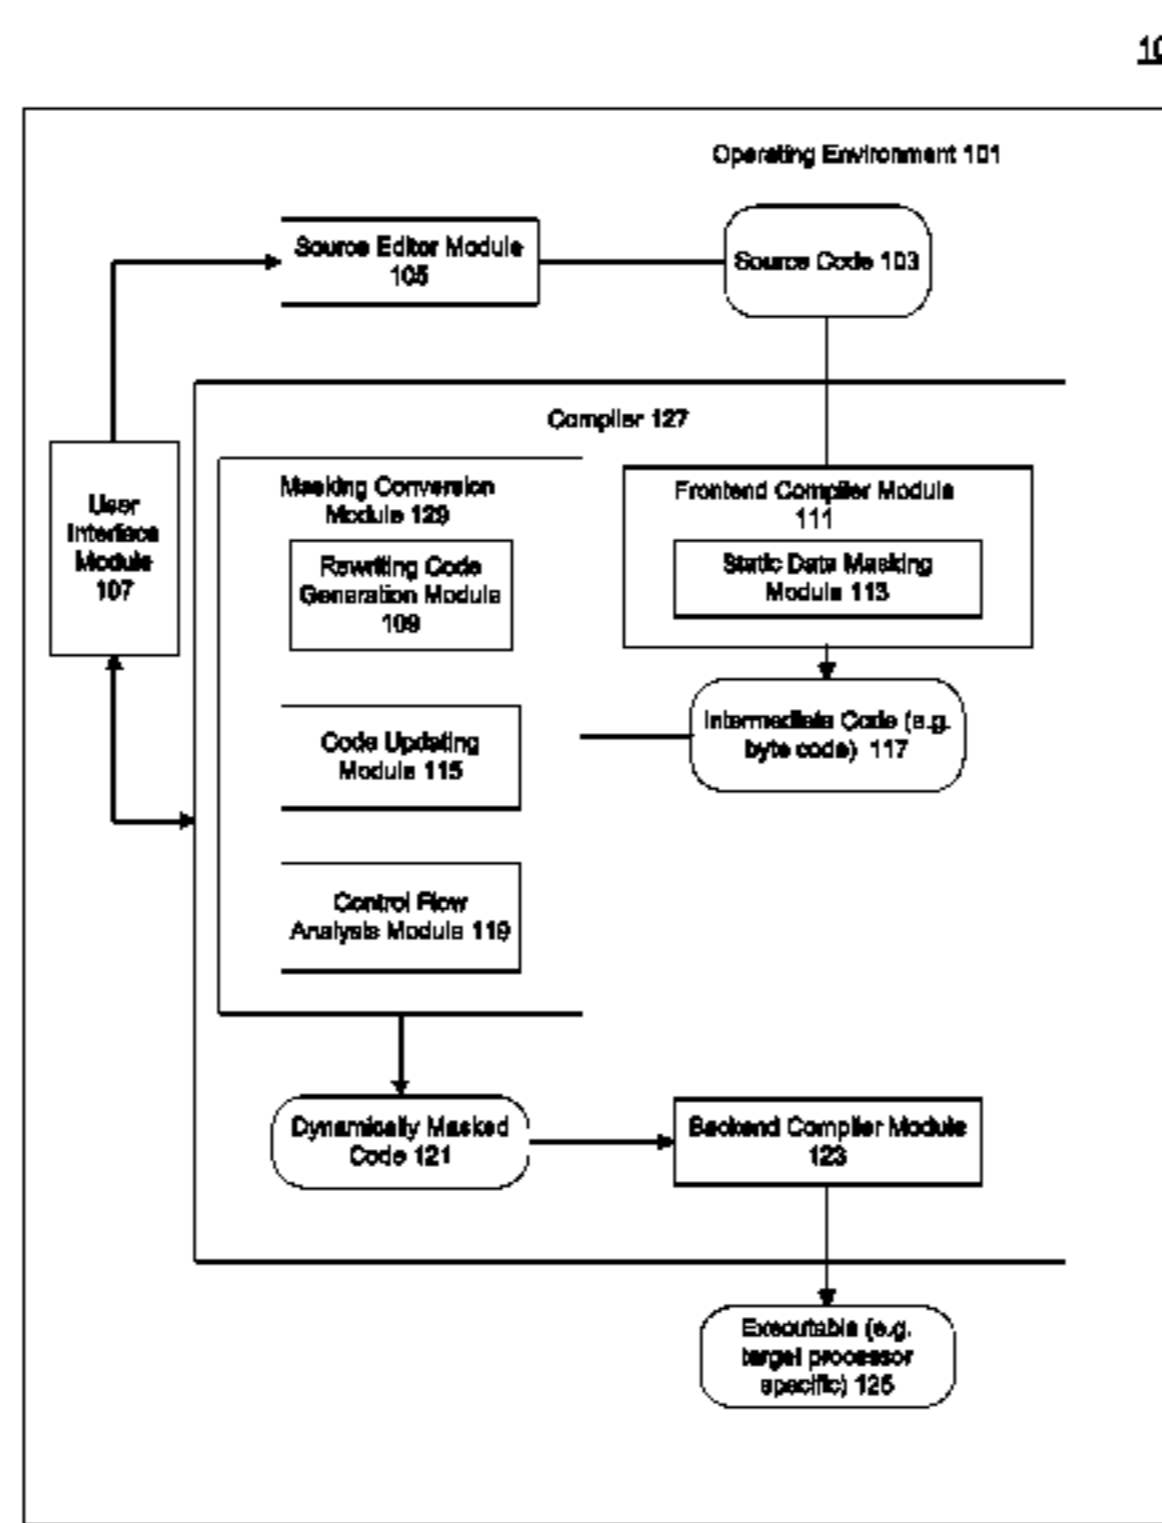 10
Operating Environment 101
Source Editor Module
105
Source Code 103
Compiler 127
User
Interface
Module
107
Masking Conversion
Module 129
Rewriting Code
Generation Module
109
Code Updating
Module 115
Control Flow
Analysis Module 119
Frontend Compiler Module
111
Static Data Masking
Module 113
Intermediate Code (e.g.
byte code) 117
Dynamically Masked
Code 121
Backend Compiler Module
123
Executable (e.g.
target processor
specific) 125